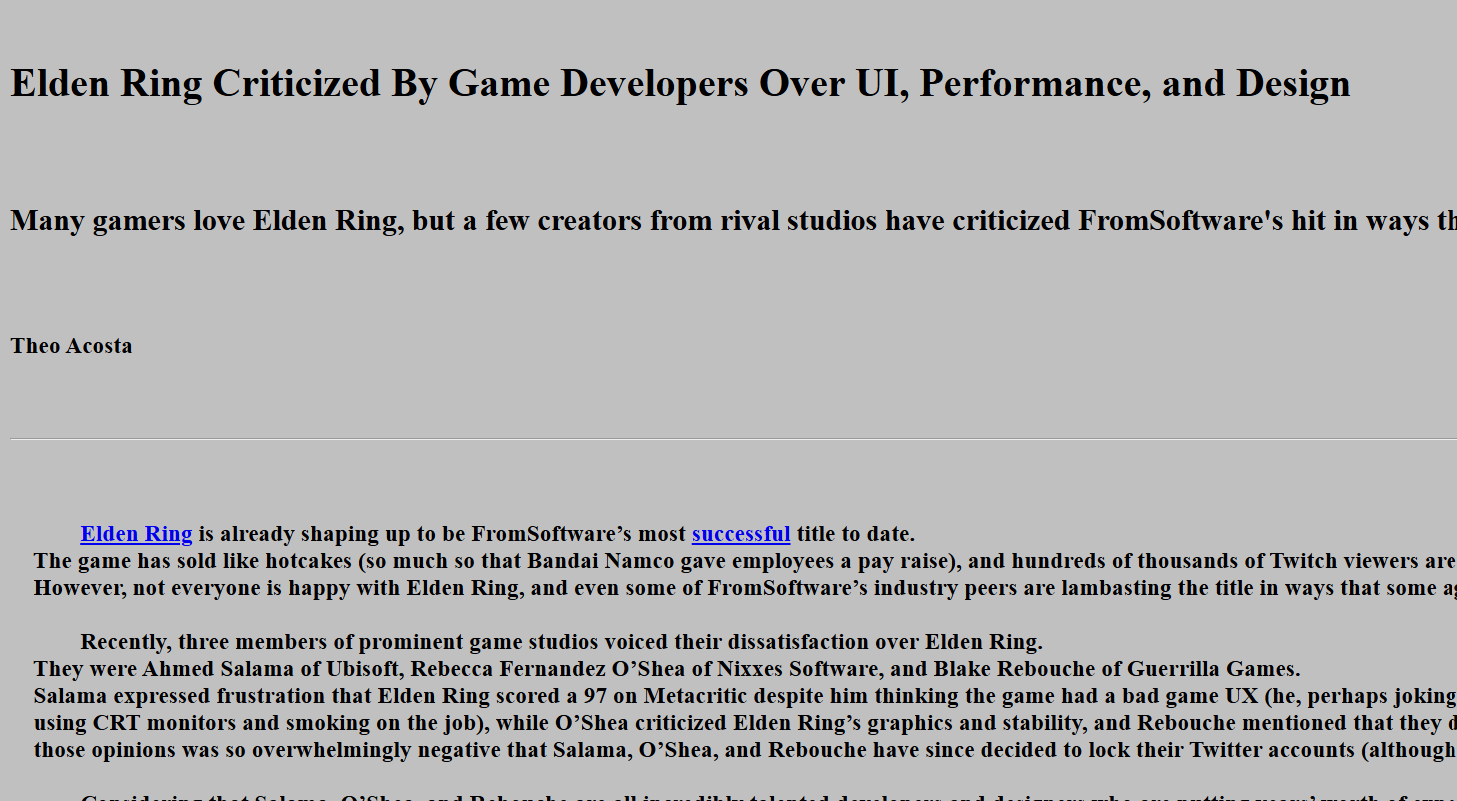 Elden Ring Criticized By Game Developers Over UI, Performance, and Design
Many gamers love Elden Ring, but a few creators from rival studios have criticized FromSoftware's hit in ways
Theo Acosta
Elden Ring is already shaping up to be FromSoftware’s most successful title to date.
The game has sold like hotcakes (so much so that Bandai Namco gave employees a pay raise), and hundreds of thousands of Twitch viewers are
However, not everyone is happy with Elden Ring, and even some of FromSoftware’s industry peers are lambasting the title in ways that some
Recently, three members of prominent game studios voiced their dissatisfaction over Elden Ring.
They were Ahmed Salama of Ubisoft, Rebecca Fernandez O’Shea of Nixxes Software, and Blake Rebouche of Guerrilla Games.
Salama expressed frustration that Elden Ring scored a 97 on Metacritic despite him thinking the game had a bad game UX (he, perhaps joking
using CRT monitors and smoking on the job), while O’Shea criticized Elden Ring’s graphics and stability, and Rebouche mentioned that they
those opinions was so overwhelmingly negative that Salama, O’Shea, and Rebouche have since decided to lock their Twitter accounts (although